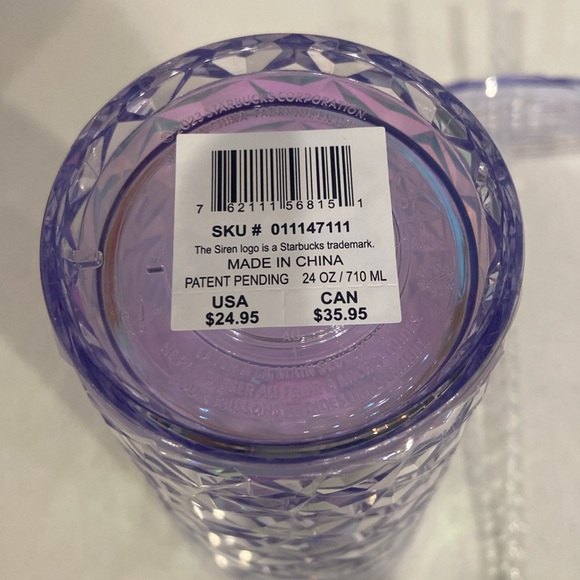 © 2023 STARBUCKS CORPORATION.
7 62111 56815 1
SKU # 011147111
The Siren logo is a Starbucks trademark.
MADE IN CHINA
PATENT PENDING 24 OZ / 710 ML
USA CAN
$24.95 $35.95